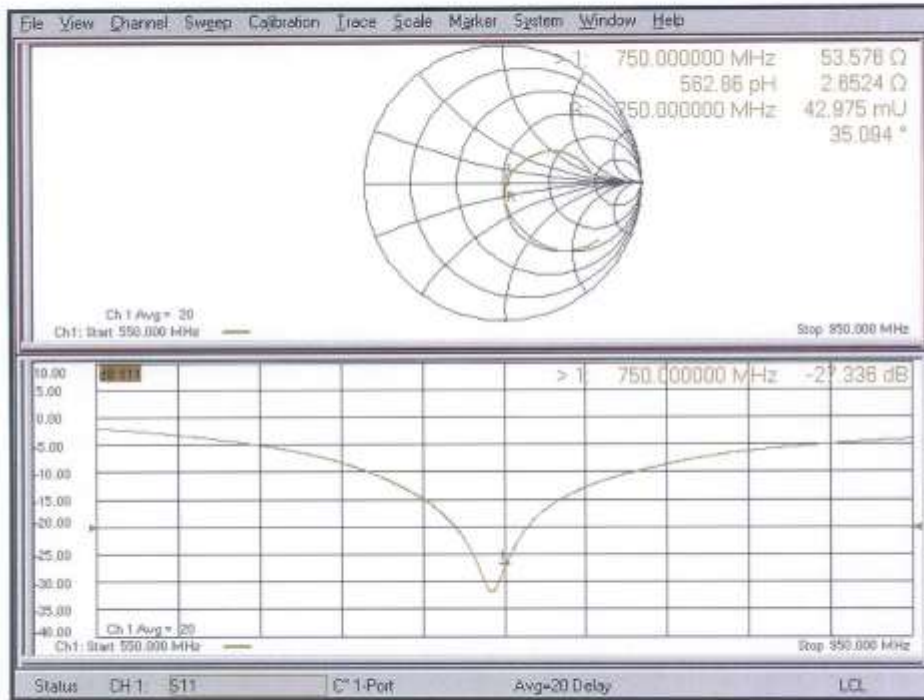 File View Channel Sweep Calibration Trace Scale Marker System Window Help
> 1: 750.000000 MHz 53.576 Ω
562.86 pH 2.6524 Ω
750.000000 MHz 42.975 mU
35.094 °
Ch 1 Avg = 20
Ch1: Start 550.000 MHz
Stop 950.000 MHz
10.00
> 1: 750.000000 MHz -27.336 dB
5.00
0.00
-5.00
-10.00
-15.00
-20.00
-25.00
-30.00
-35.00
-40.00
Ch 1 Avg = 20
Ch1: Start 550.000 MHz
Stop 950.000 MHz
Status CH 1: S11 C* 1-Port Avg=20 Delay LCL